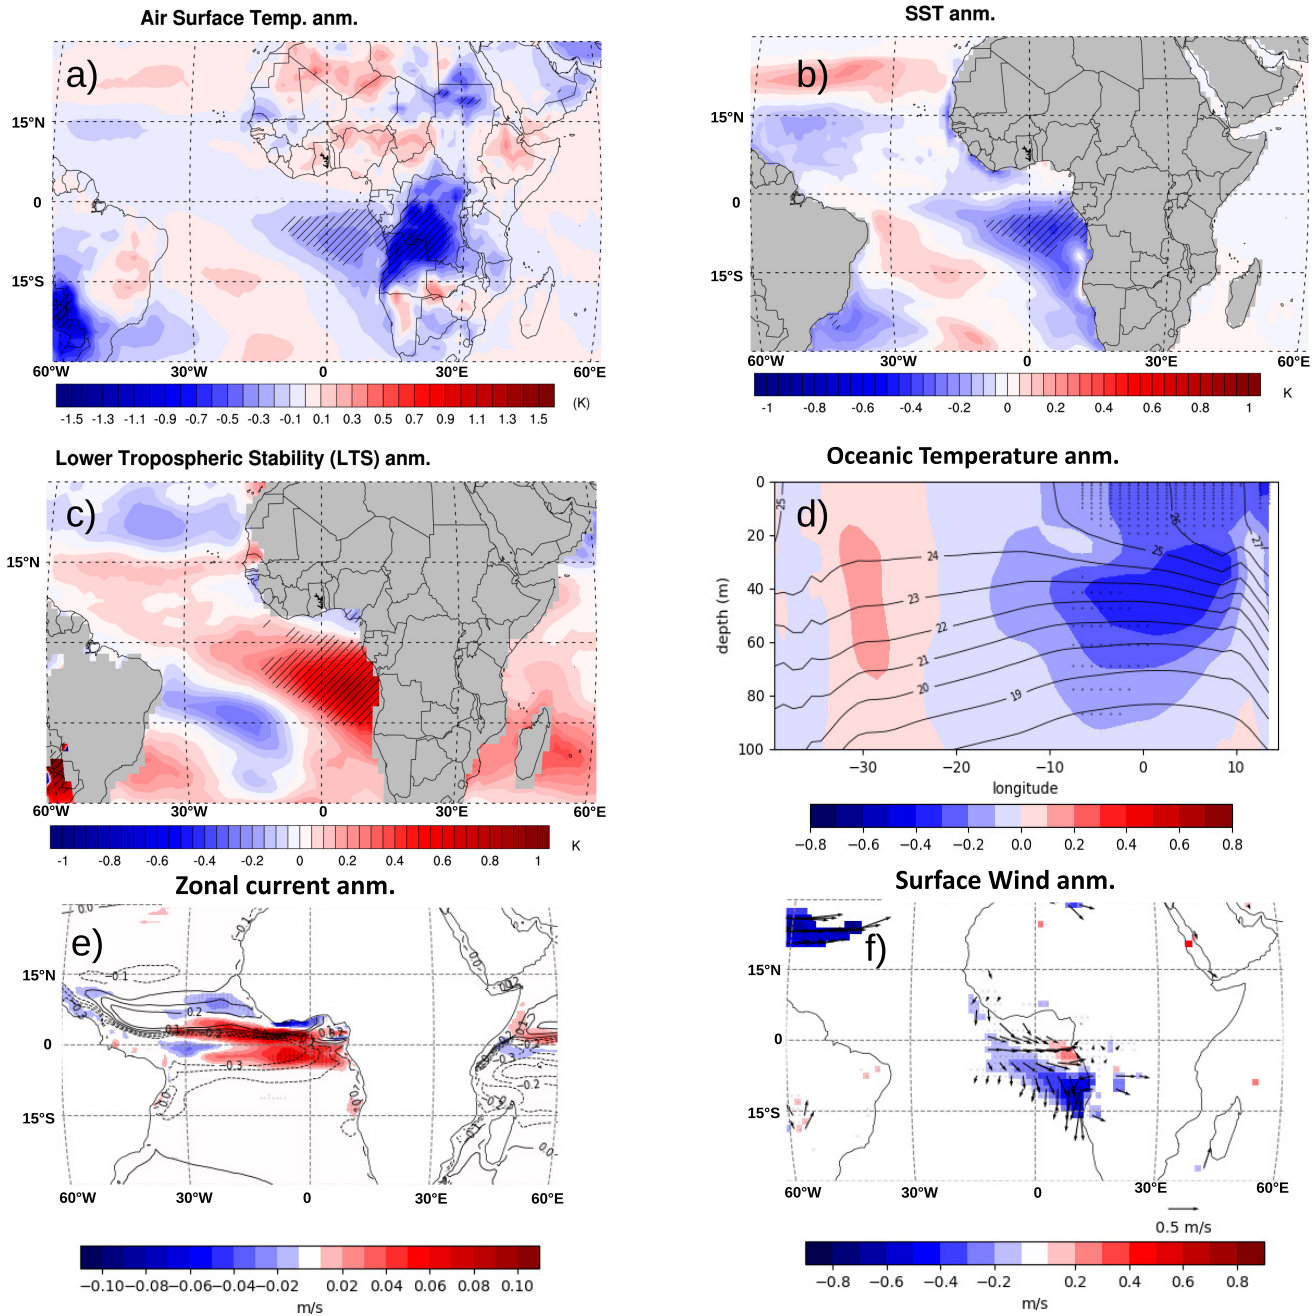 Air Surface Temp. anm.
a)
15°N
0
15°S
60°W 30°W 0 30°E 60°E
-1.5 -1.3 -1.1 -0.9 -0.7 -0.5 -0.3 -0.1 0.1 0.3 0.5 0.7 0.9 1.1 1.3 1.5 (K)
SST anm.
b)
15°N
0
15°S
60°W 30°W 0 30°E 60°E
-1 -0.8 -0.6 -0.4 -0.2 0 0.2 0.4 0.6 0.8 1 K
Lower Tropospheric Stability (LTS) anm.
c)
15°N
60°W 30°W 0 30°E 60°E
-1 -0.8 -0.6 -0.4 -0.2 0 0.2 0.4 0.6 0.8 1 K
Oceanic Temperature anm.
d)
0
20
40
60
80
100
depth (m)
25
24
23
22
21
20
19
25
26
27
−30 −20 −10 0 10
longitude
−0.8 −0.6 −0.4 −0.2 0.0 0.2 0.4 0.6 0.8
Zonal current anm.
e)
0.0
−0.1
0.2
−0.3
15°N
0
15°S
60°W 30°W 0 30°E 60°E
−0.10 −0.08 −0.06 −0.04 −0.02 0.02 0.04 0.06 0.08 0.10
m/s
Surface Wind anm.
f)
15°N
0
15°S
60°W 30°W 0 30°E 60°E
0.5 m/s
−0.8 −0.6 −0.4 −0.2 0.2 0.4 0.6 0.8
m/s